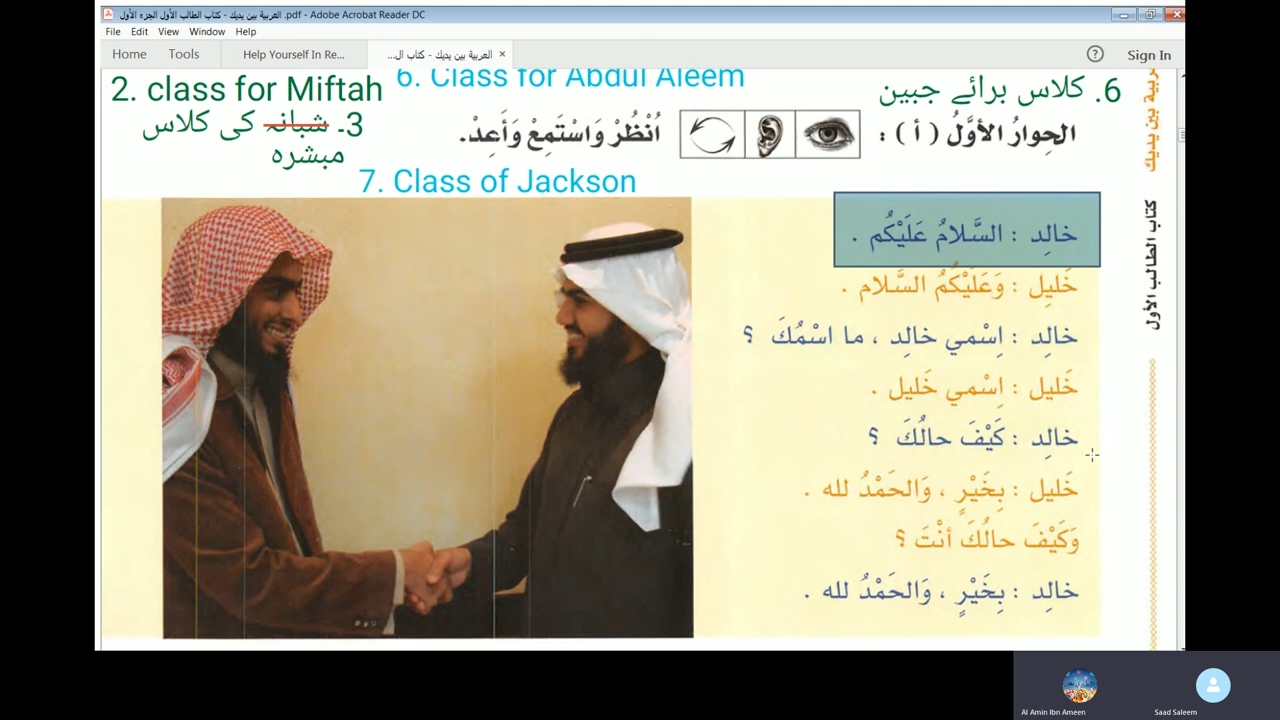 العربية بين يديك - كتاب الطالب الأول الجزء الأول .pdf - Adobe Acrobat Reader DC
File Edit View Window Help
Home Tools Help Yourself In Re... العربية بين يديك - كتاب ال... × ? Sign In
2. class for Miftah
6. Class for Abdul Aleem
6. کلاس برائے جبین
3۔ شبانہ کی کلاس
مبشرہ
الحِوارُ الأوَّلُ ( أ ) :
اُنْظُرْ وَاسْتَمِعْ وَأَعِدْ.
7. Class of Jackson
خالِد : السَّلامُ عَلَيْكُم .
خَليل : وَعَلَيْكُمُ السَّلام .
خالِد : اِسْمي خالِد ، ما اسْمُكَ ؟
خَليل : اِسْمي خَليل .
خالِد : كَيْفَ حالُكَ ؟
خَليل : بِخَيْرٍ ، وَالحَمْدُ لله .
وَكَيْفَ حالُكَ أنْتَ ؟
خالِد : بِخَيْرٍ ، وَالحَمْدُ لله .
كتاب الطالب الأول
Al Amin Ibn Ameen
Saad Saleem